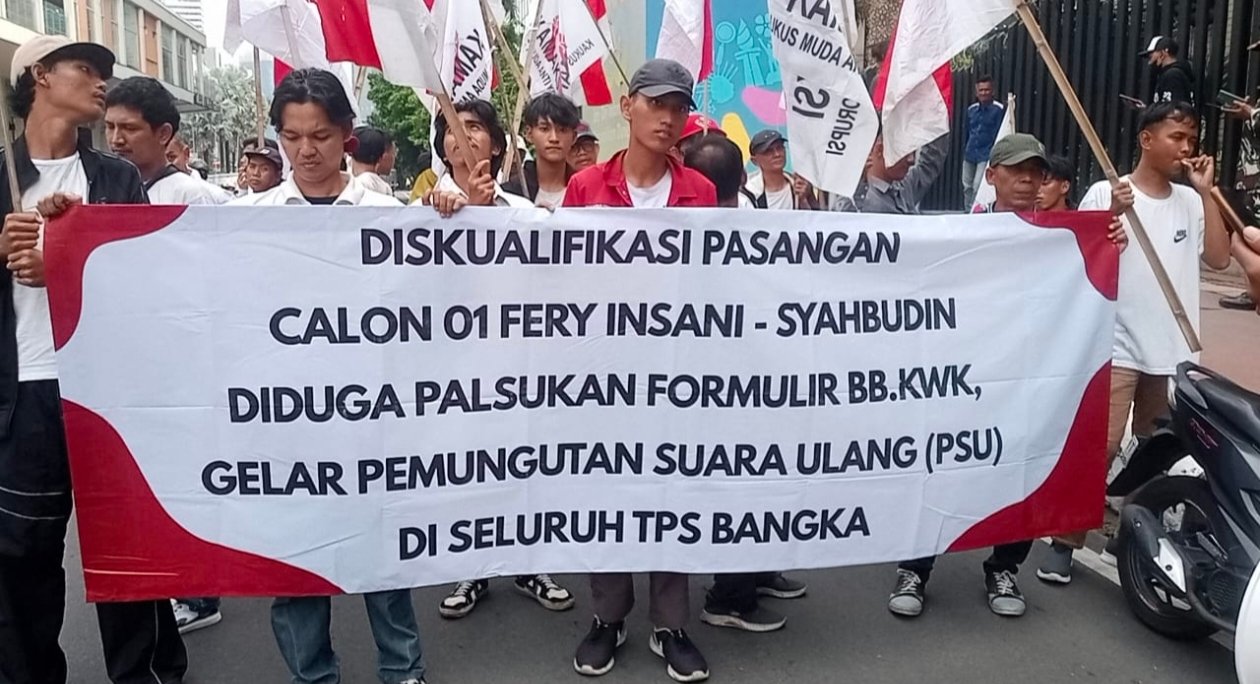 DISKUALIFIKASI PASANGAN
CALON 01 FERY INSANI - SYAHBUDIN
DIDUGA PALSUKAN FORMULIR BB.KWK,
GELAR PEMUNGUTAN SUARA ULANG (PSU)
DI SELURUH TPS BANGKA